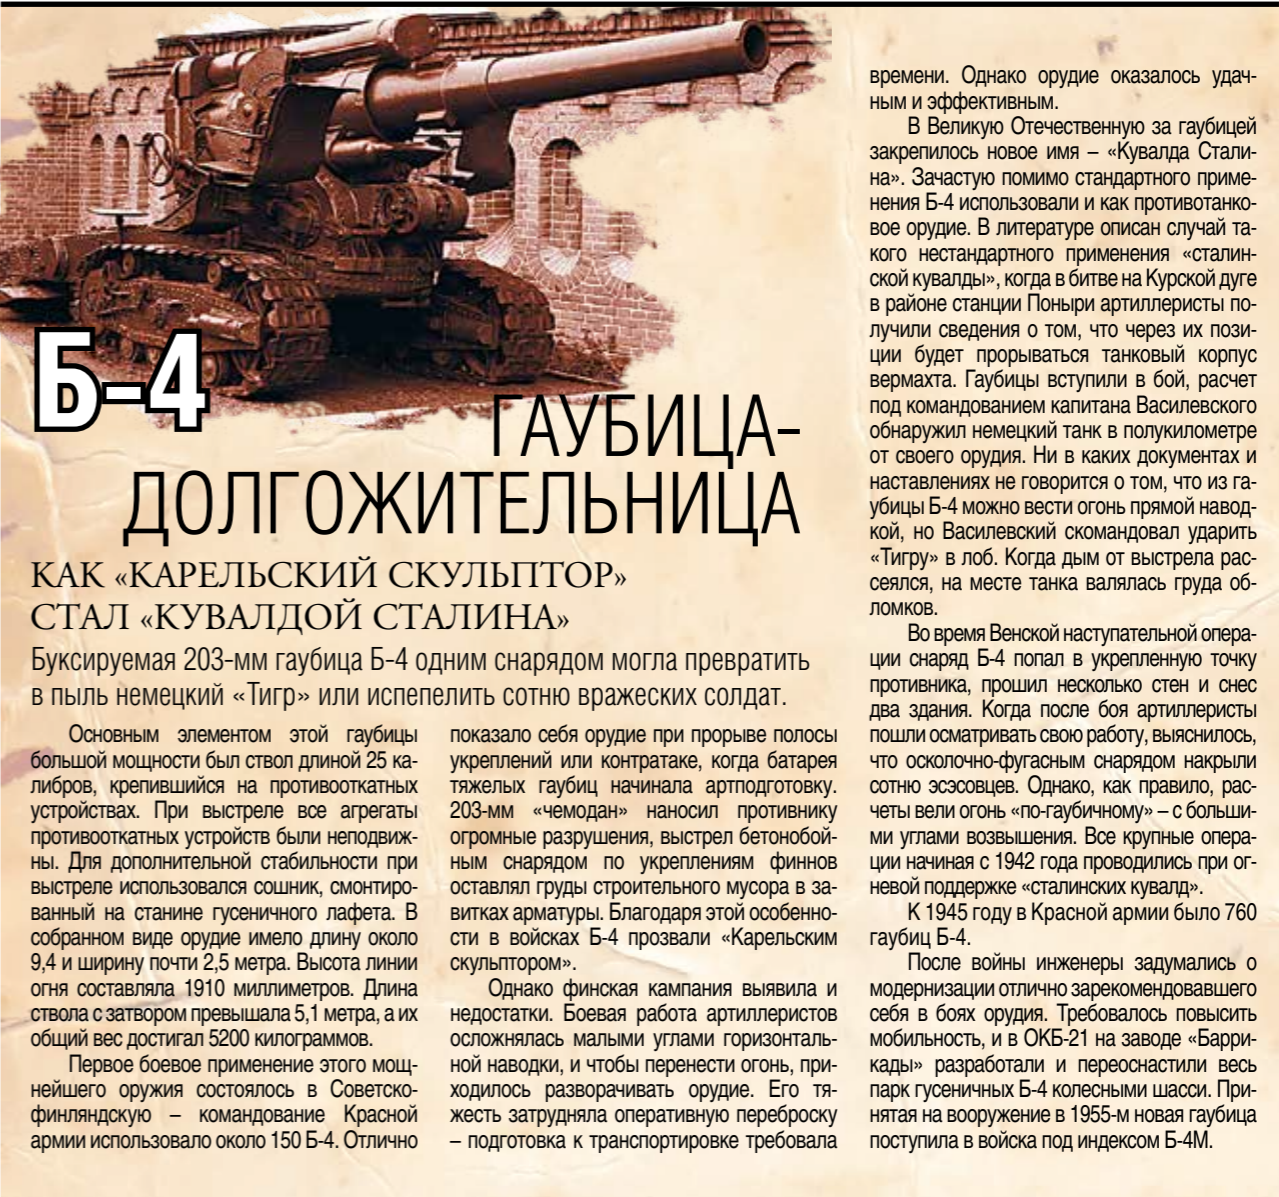 Б–4
ГАУБИЦА-
ДОЛГОЖИТЕЛЬНИЦА
КАК «КАРЕЛЬСКИЙ СКУЛЬПТОР»
СТАЛ «КУВАЛДОЙ СТАЛИНА»
Буксируемая 203-мм гаубица Б-4 одним снарядом могла превратить
в пыль немецкий «Тигр» или испепелить сотню вражеских солдат.
Основным элементом этой гаубицы
большой мощности был ствол длиной 25 ка-
либров, крепившийся на противооткатных
устройствах. При выстреле все агрегаты
противооткатных устройств были неподвиж-
ны. Для дополнительной стабильности при
выстреле использовался сошник, смонтиро-
ванный на станине гусеничного лафета. В
собранном виде орудие имело длину около
9,4 и ширину почти 2,5 метра. Высота линии
огня составляла 1910 миллиметров. Длина
ствола с затвором превышала 5,1 метра, а их
общий вес достигал 5200 килограммов.
Первое боевое применение этого мощ-
нейшего оружия состоялось в Советско-
финляндскую – командование Красной
армии использовало около 150 Б-4. Отлично
показало себя орудие при прорыве полосы
укреплений или контратаке, когда батарея
тяжелых гаубиц начинала артподготовку.
203-мм «чемодан» наносил противнику
огромные разрушения, выстрел бетонобой-
ным снарядом по укреплениям финнов
оставлял груды строительного мусора в за-
витках арматуры. Благодаря этой особенно-
сти в войсках Б-4 прозвали «Карельским
скульптором».
Однако финская кампания выявила и
недостатки. Боевая работа артиллеристов
осложнялась малыми углами горизонталь-
ной наводки, и чтобы перенести огонь, при-
ходилось разворачивать орудие. Его тя-
жесть затрудняла оперативную переброску
– подготовка к транспортировке требовала
времени. Однако орудие оказалось удач-
ным и эффективным.
В Великую Отечественную за гаубицей
закрепилось новое имя – «Кувалда Стали-
на». Зачастую помимо стандартного приме-
нения Б-4 использовали и как противотанко-
вое орудие. В литературе описан случай та-
кого нестандартного применения «сталин-
ской кувалды», когда в битве на Курской дуге
в районе станции Поныри артиллеристы по-
лучили сведения о том, что через их пози-
ции будет прорываться танковый корпус
вермахта. Гаубицы вступили в бой, расчет
под командованием капитана Василевского
обнаружил немецкий танк в полукилометре
от своего орудия. Ни в каких документах и
наставлениях не говорится о том, что из га-
убицы Б-4 можно вести огонь прямой навод-
кой, но Василевский скомандовал ударить
«Тигру» в лоб. Когда дым от выстрела рас-
сеялся, на месте танка валялась груда об-
ломков.
Во время Венской наступательной опера-
ции снаряд Б-4 попал в укрепленную точку
противника, прошил несколько стен и снес
два здания. Когда после боя артиллеристы
пошли осматривать свою работу, выяснилось,
что осколочно-фугасным снарядом накрыли
сотню эсэсовцев. Однако, как правило, рас-
четы вели огонь «по-гаубичному» – с больши-
ми углами возвышения. Все крупные опера-
ции начиная с 1942 года проводились при ог-
невой поддержке «сталинских кувалд».
К 1945 году в Красной армии было 760
гаубиц Б-4.
После войны инженеры задумались о
модернизации отлично зарекомендовавшего
себя в боях орудия. Требовалось повысить
мобильность, и в ОКБ-21 на заводе «Барри-
кады» разработали и переоснастили весь
парк гусеничных Б-4 колесными шасси. При-
нятая на вооружение в 1955-м новая гаубица
поступила в войска под индексом Б-4М.